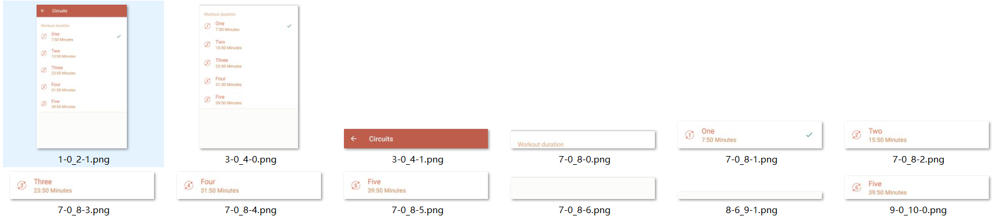 Circuits
Workout duration
One
7:50 Minutes
Two
15:50 Minutes
Three
23:50 Minutes
Four
31:50 Minutes
Five
39:50 Minutes
1-0_2-1.png
Workout duration
One
7:50 Minutes
Two
15:50 Minutes
Three
23:50 Minutes
Four
31:50 Minutes
Five
39:50 Minutes
3-0_4-0.png
Circuits
3-0_4-1.png
Workout duration
7-0_8-0.png
1
One
7:50 Minutes
7-0_8-1.png
2
Two
15:50 Minutes
7-0_8-2.png
3
Three
23:50 Minutes
7-0_8-3.png
4
Four
31:50 Minutes
7-0_8-4.png
5
Five
39:50 Minutes
7-0_8-5.png
7-0_8-6.png
8-6_9-1.png
5
Five
39:50 Minutes
9-0_10-0.png